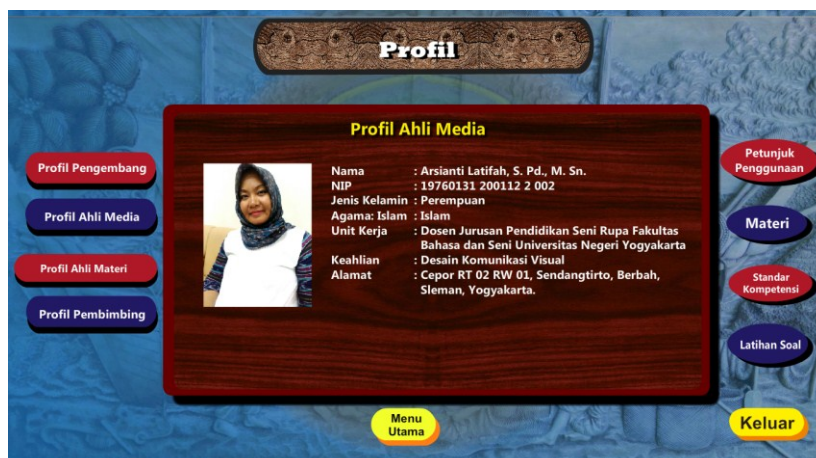 Profil
Profil Ahli Media
Nama : Arsianti Latifah, S. Pd., M. Sn.
NIP : 19760131 200112 2 002
Jenis Kelamin : Perempuan
Agama: Islam : Islam
Unit Kerja : Dosen Jurusan Pendidikan Seni Rupa Fakultas
Bahasa dan Seni Universitas Negeri Yogyakarta
Keahlian : Desain Komunikasi Visual
Alamat : Cepor RT 02 RW 01, Sendangtirto, Berbah,
Sleman, Yogyakarta.
Profil Pengembang
Profil Ahli Media
Profil Ahli Materi
Profil Pembimbing
Petunjuk
Penggunaan
Materi
Standar
Kompetensi
Latihan Soal
Menu
Utama
Keluar